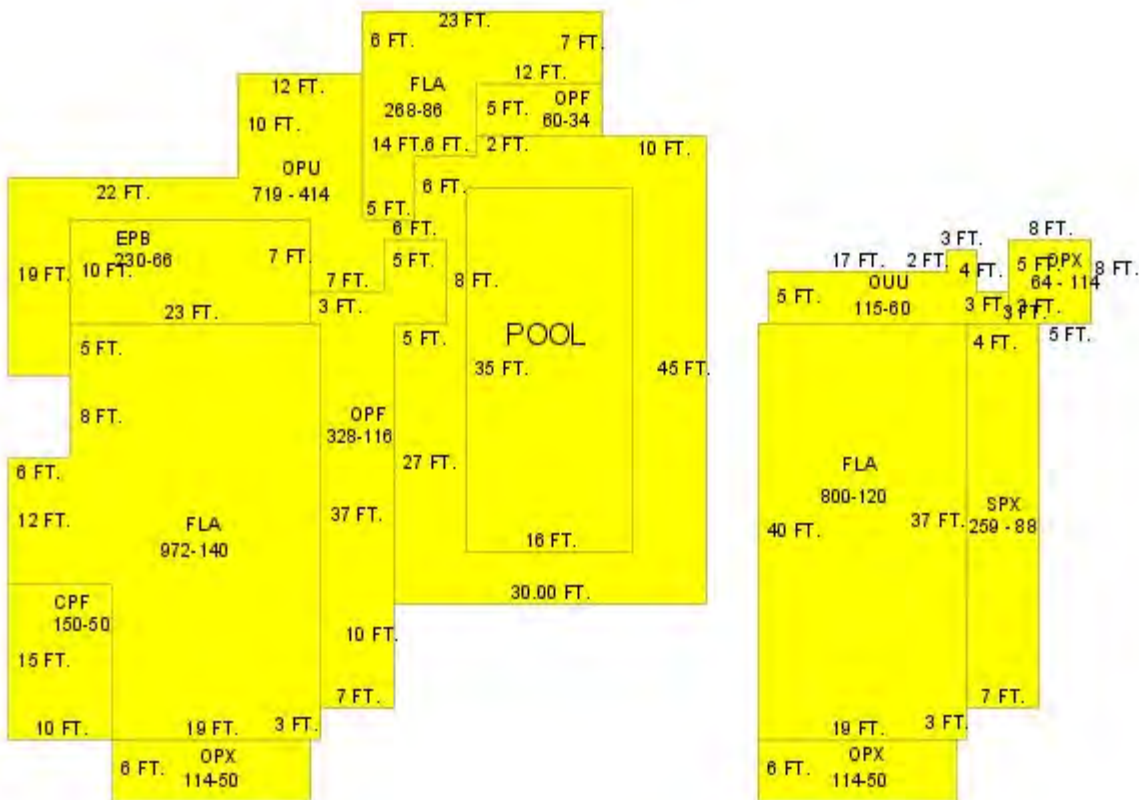 23 FT.
6 FT.
7 FT.
12 FT.
12 FT.
FLA
268-86
5 FT.
OPF
60-34
10 FT.
14 FT.
6 FT.
2 FT.
10 FT.
OPU
719 - 414
22 FT.
6 FT.
5 FT.
6 FT.
EPB
230-66
7 FT.
5 FT.
19 FT.
10 FT.
7 FT.
8 FT.
3 FT.
23 FT.
5 FT.
5 FT.
POOL
35 FT.
45 FT.
8 FT.
OPF
328-116
6 FT.
27 FT.
12 FT.
FLA
972-140
37 FT.
16 FT.
30.00 FT.
CPF
150-50
10 FT.
15 FT.
7 FT.
10 FT.
19 FT.
3 FT.
6 FT.
OPX
114-50
8 FT.
3 FT.
17 FT.
2 FT.
5 FT.
OPX
4 FT.
8 FT.
64 - 114
OUU
115-60
5 FT.
3 FT.
3 FT.
3 FT.
4 FT.
5 FT.
FLA
800-120
40 FT.
37 FT.
SPX
259 - 88
7 FT.
19 FT.
3 FT.
6 FT.
OPX
114-50